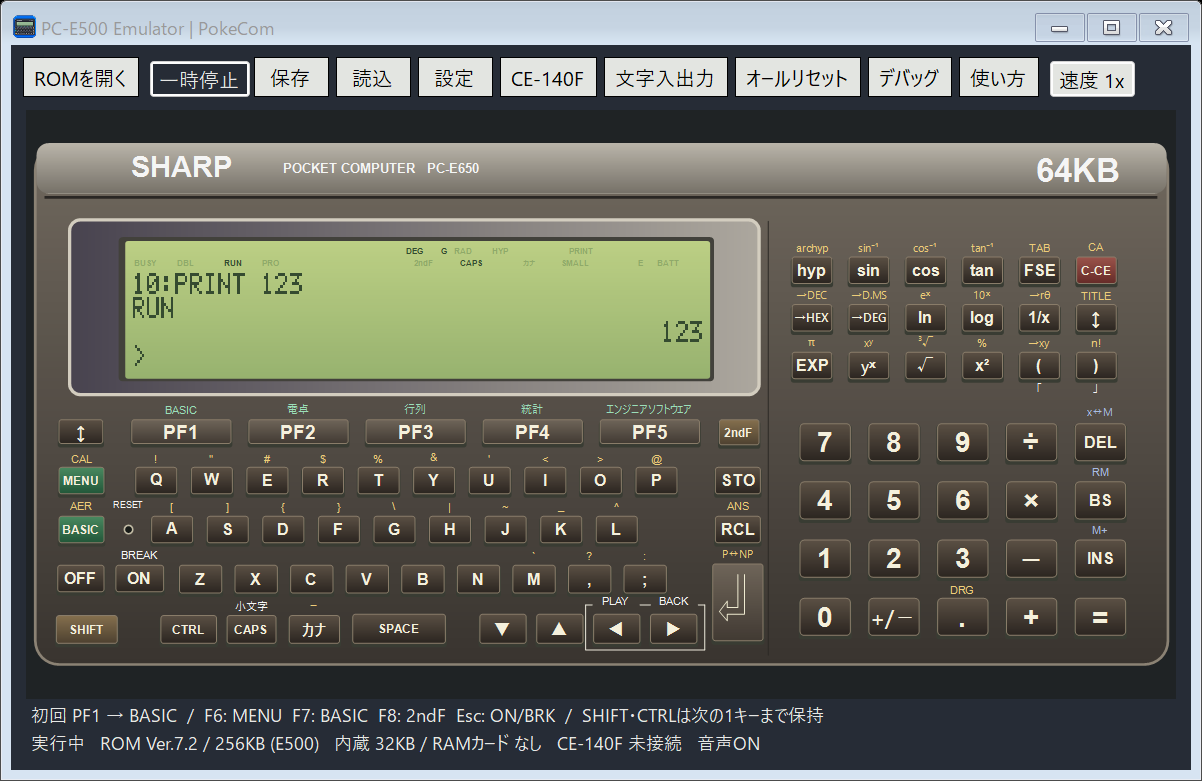 PC-E500 Emulator | PokeCom
ROMを開く 一時停止 保存 読込 設定 CE-140F 文字入出力 オールリセット デバッグ 使い方 速度 1x
SHARP POCKET COMPUTER PC-E650 64KB
DEG G RAD HYP PRINT
BUSY DBL RUN PRO 2ndF CAPS カナ SMALL E BATT
10:PRINT 123
RUN
123
>
archyp sin⁻¹ cos⁻¹ tan⁻¹ TAB CA
hyp sin cos tan FSE C-CE
→DEC →D.MS eˣ 10ˣ →rθ TITLE
→HEX →DEG ln log 1/x ↕
π xʸ ³√ % →xy n!
EXP yˣ √ x² ( )
「 」
BASIC 電卓 行列 統計 エンジニアソフトウエア
↕ PF1 PF2 PF3 PF4 PF5 2ndF
CAL ! " # $ % & ' < > @
MENU Q W E R T Y U I O P STO
AER RESET [ ] { } \ | ~ _ ^ ANS
BASIC A S D F G H J K L RCL
BREAK ` ? : P↔NP
OFF ON Z X C V B N M , ;
小文字 – PLAY BACK
SHIFT CTRL CAPS カナ SPACE ▼ ▲ ◀ ▶
x↔M
7 8 9 ÷ DEL
RM
4 5 6 × BS
M+
1 2 3 — INS
DRG
0 +/− . + =
初回 PF1 → BASIC / F6: MENU F7: BASIC F8: 2ndF Esc: ON/BRK / SHIFT・CTRLは次の1キーまで保持
実行中 ROM Ver.7.2 / 256KB (E500) 内蔵 32KB / RAMカード なし CE-140F 未接続 音声ON